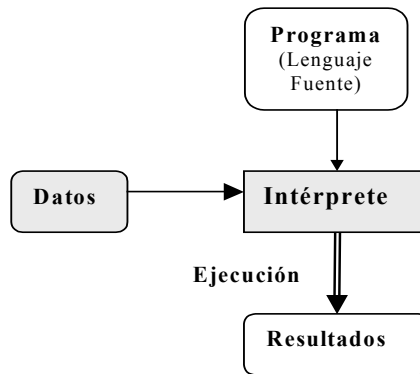 Programa
(Lenguaje
Fuente)
Datos
Intérprete
Ejecución
Resultados